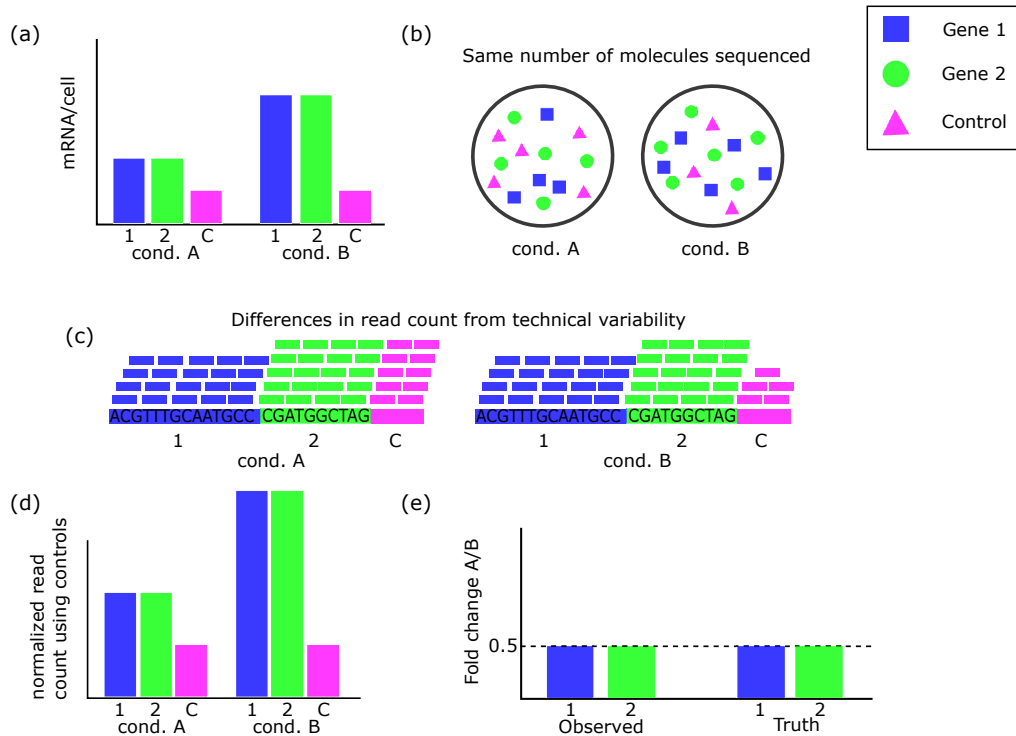 (a)
mRNA/cell
1 2 C
cond. A
1 2 C
cond. B
(b)
Same number of molecules sequenced
cond. A
cond. B
Gene 1
Gene 2
Control
(c)
Differences in read count from technical variability
ACGTTTGCAATGCC CGATGGCTAG
1 2 C
cond. A
ACGTTTGCAATGCC CGATGGCTAG
1 2 C
cond. B
(d)
normalized read
count using controls
1 2 C
cond. A
1 2 C
cond. B
(e)
Fold change A/B
0.5
1 2
Observed
1 2
Truth